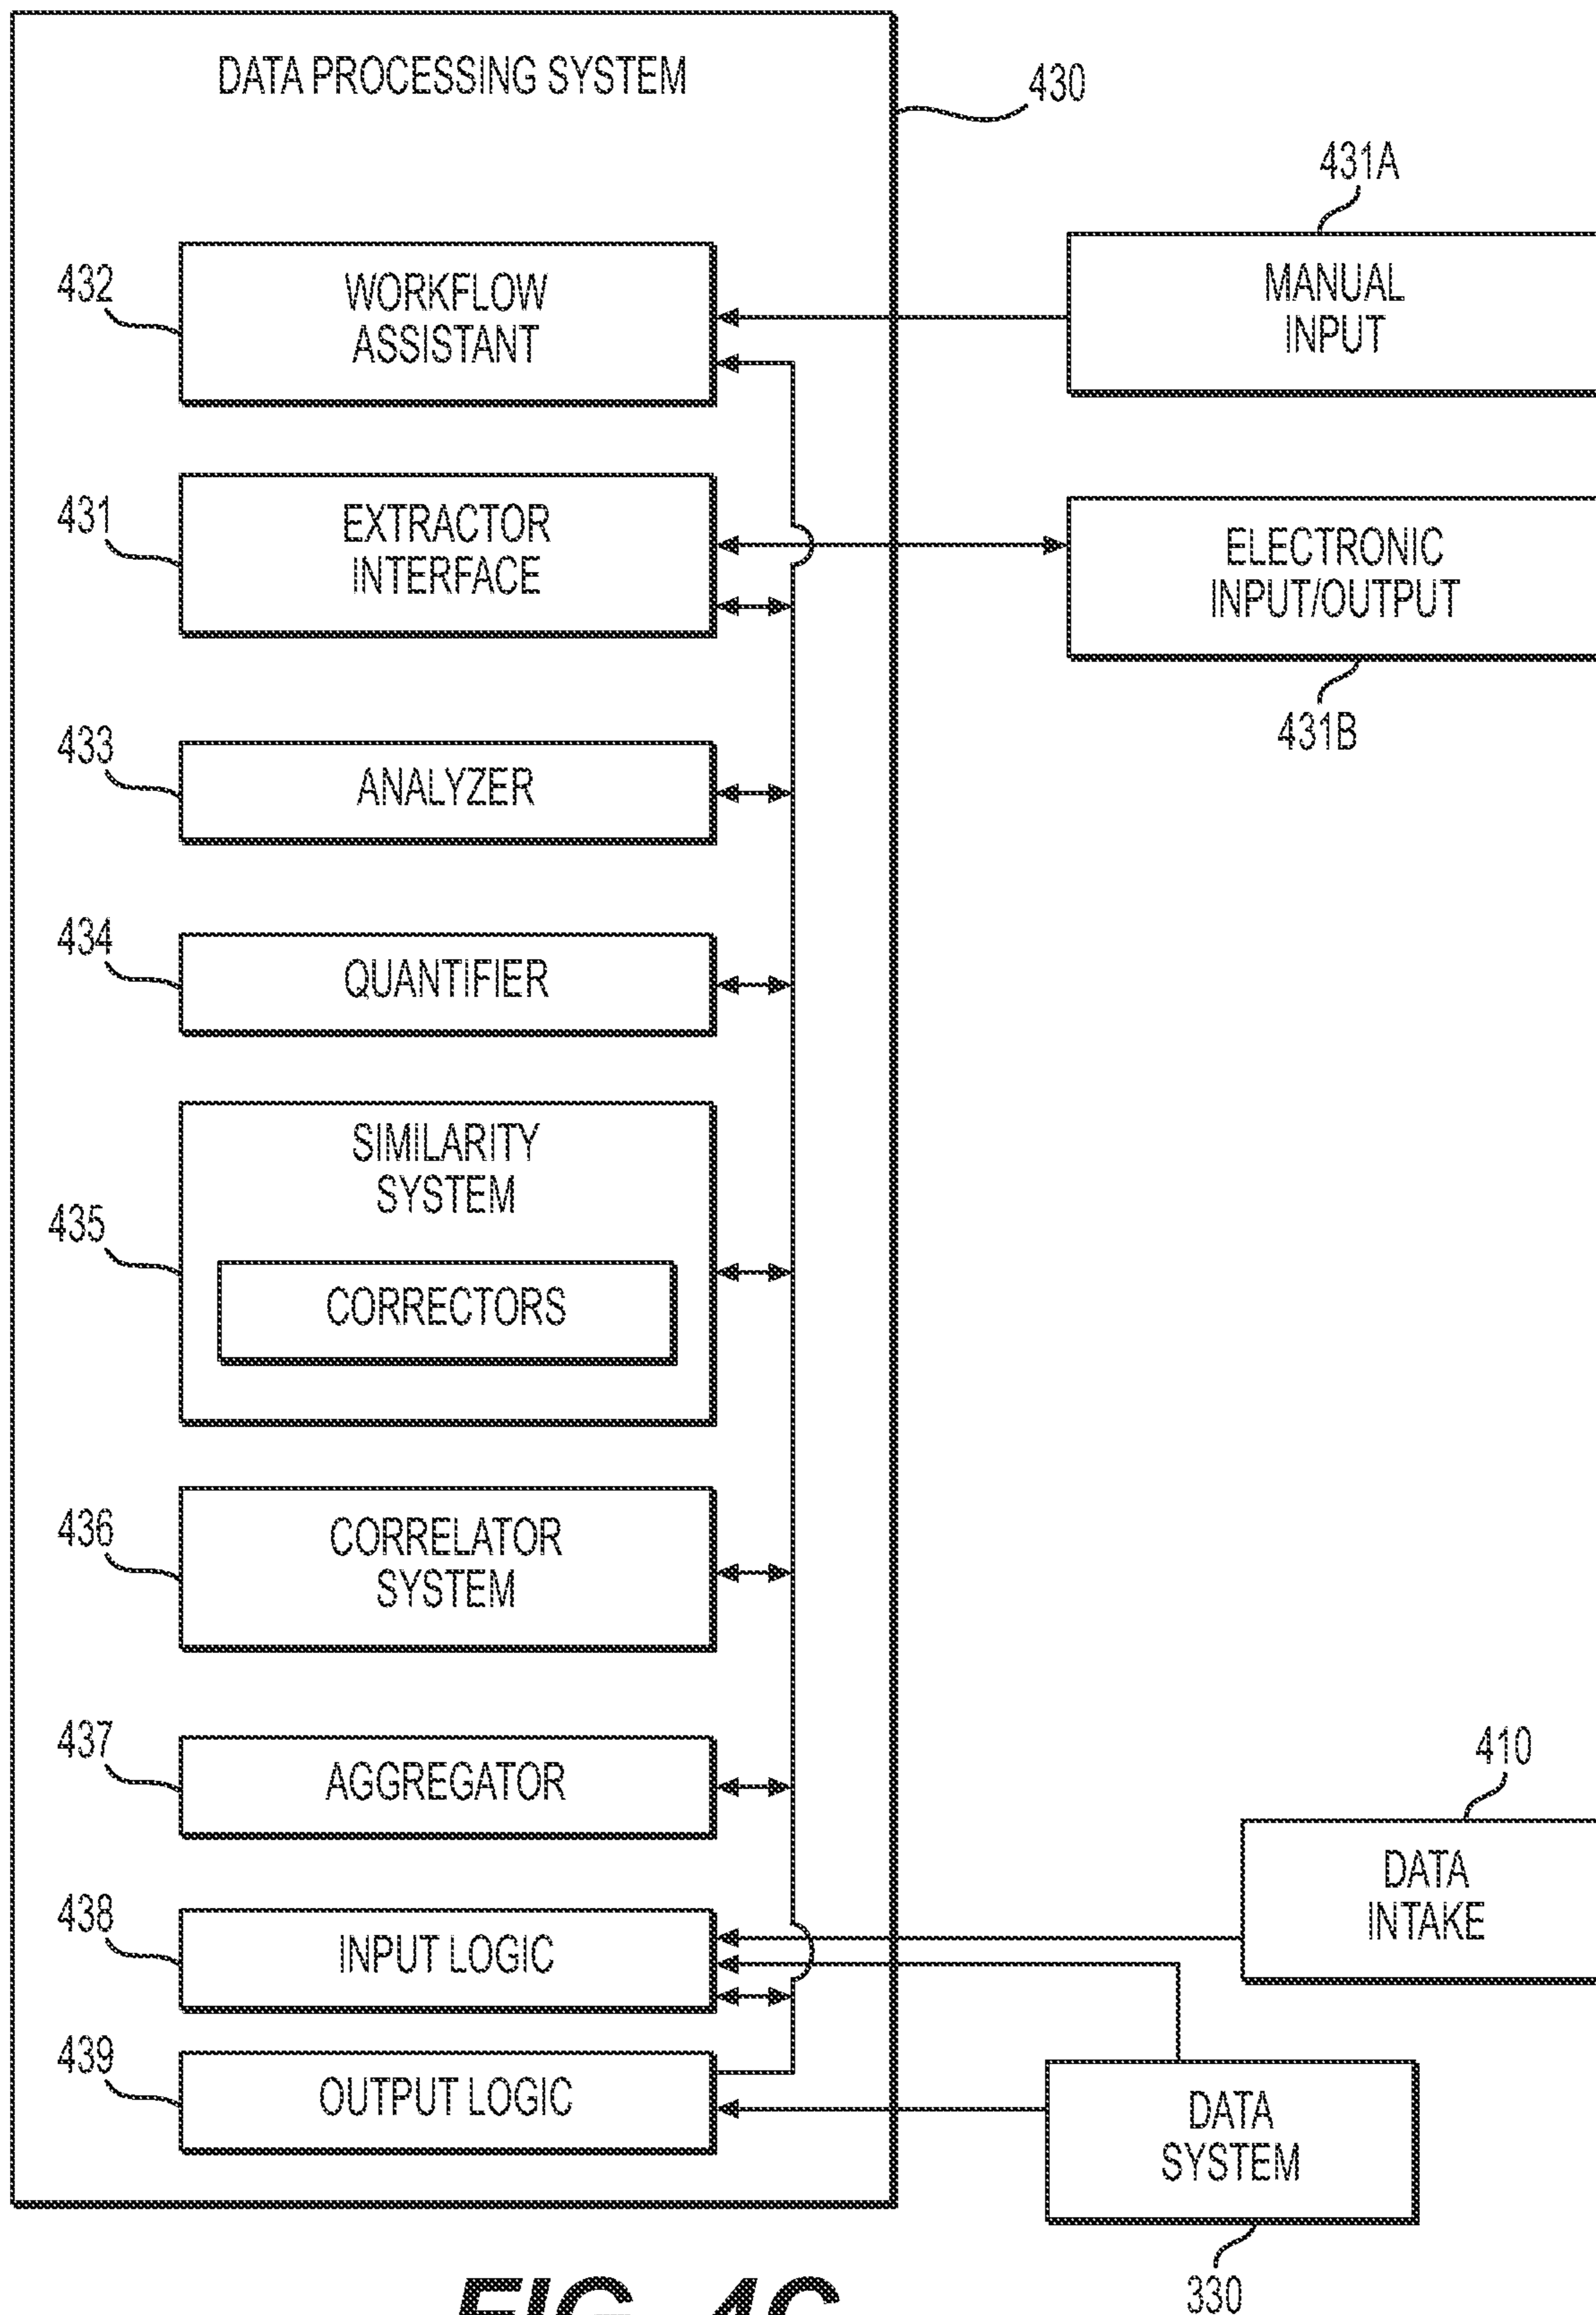 DATA PROCESSING SYSTEM
430
431A
432
WORKFLOW
ASSISTANT
MANUAL
INPUT
431
EXTRACTOR
INTERFACE
ELECTRONIC
INPUT/OUTPUT
431B
433
ANALYZER
434
QUANTIFIER
435
SIMILARITY
SYSTEM
CORRECTORS
436
CORRELATOR
SYSTEM
437
AGGREGATOR
410
DATA
INTAKE
438
INPUT LOGIC
439
OUTPUT LOGIC
DATA
SYSTEM
330
FIG. 4C